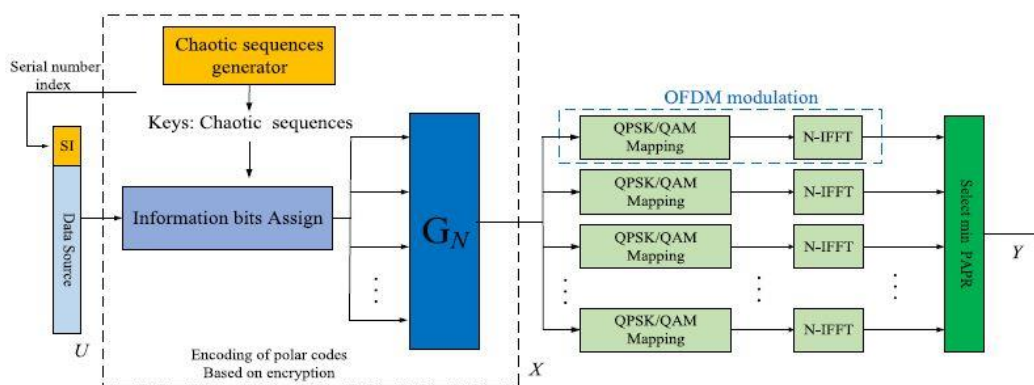 Chaotic sequences
generator
Serial number
index
Keys: Chaotic sequences
SI
Data Source
U
Information bits Assign
G_N
Encoding of polar codes
Based on encryption
X
OFDM modulation
QPSK/QAM
Mapping
N-IFFT
QPSK/QAM
Mapping
N-IFFT
QPSK/QAM
Mapping
N-IFFT
QPSK/QAM
Mapping
N-IFFT
Select min PAPR
Y